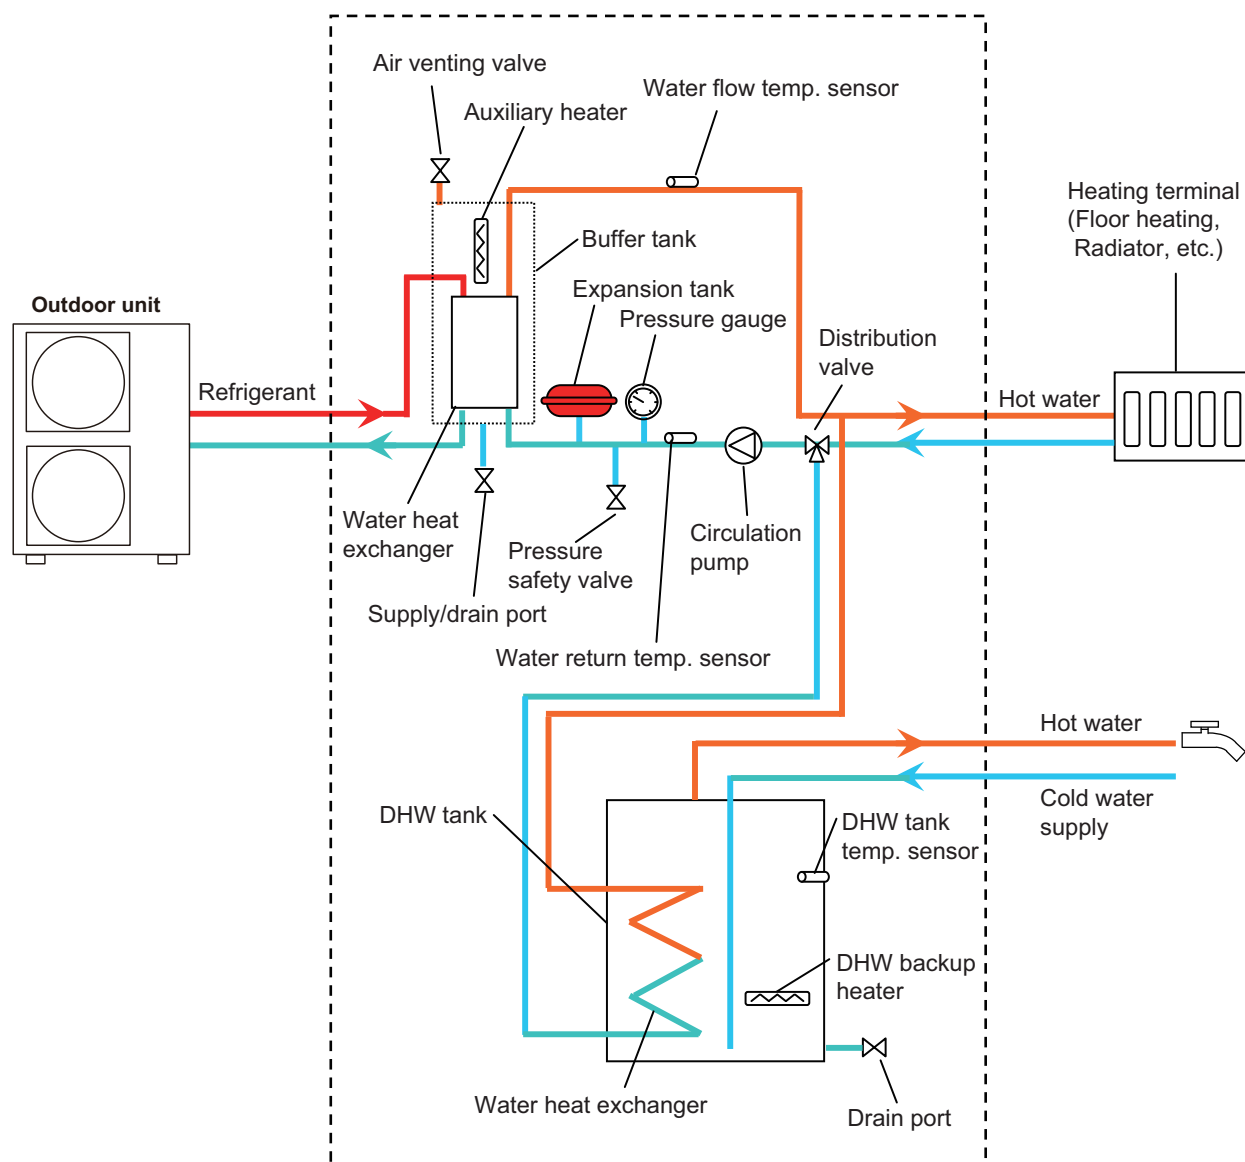 Air venting valve
Auxiliary heater
Water flow temp. sensor
Heating terminal
(Floor heating,
Radiator, etc.)
Buffer tank
Outdoor unit
Expansion tank
Pressure gauge
Distribution
valve
Refrigerant
Hot water
Water heat
exchanger
Pressure
safety valve
Circulation
pump
Supply/drain port
Water return temp. sensor
Hot water
Cold water
supply
DHW tank
DHW tank
temp. sensor
DHW backup
heater
Water heat exchanger
Drain port